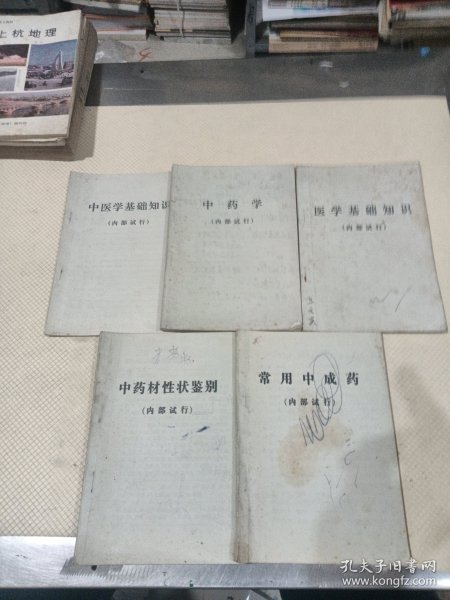 上杭地理
中医学基础知识
（内部试行）
中药学
（内部试行）
医学基础知识
（内部试行）
中药材性状鉴别
（内部试行）
常用中成药
（内部试行）
孔夫子旧书网
www.kongfz.com